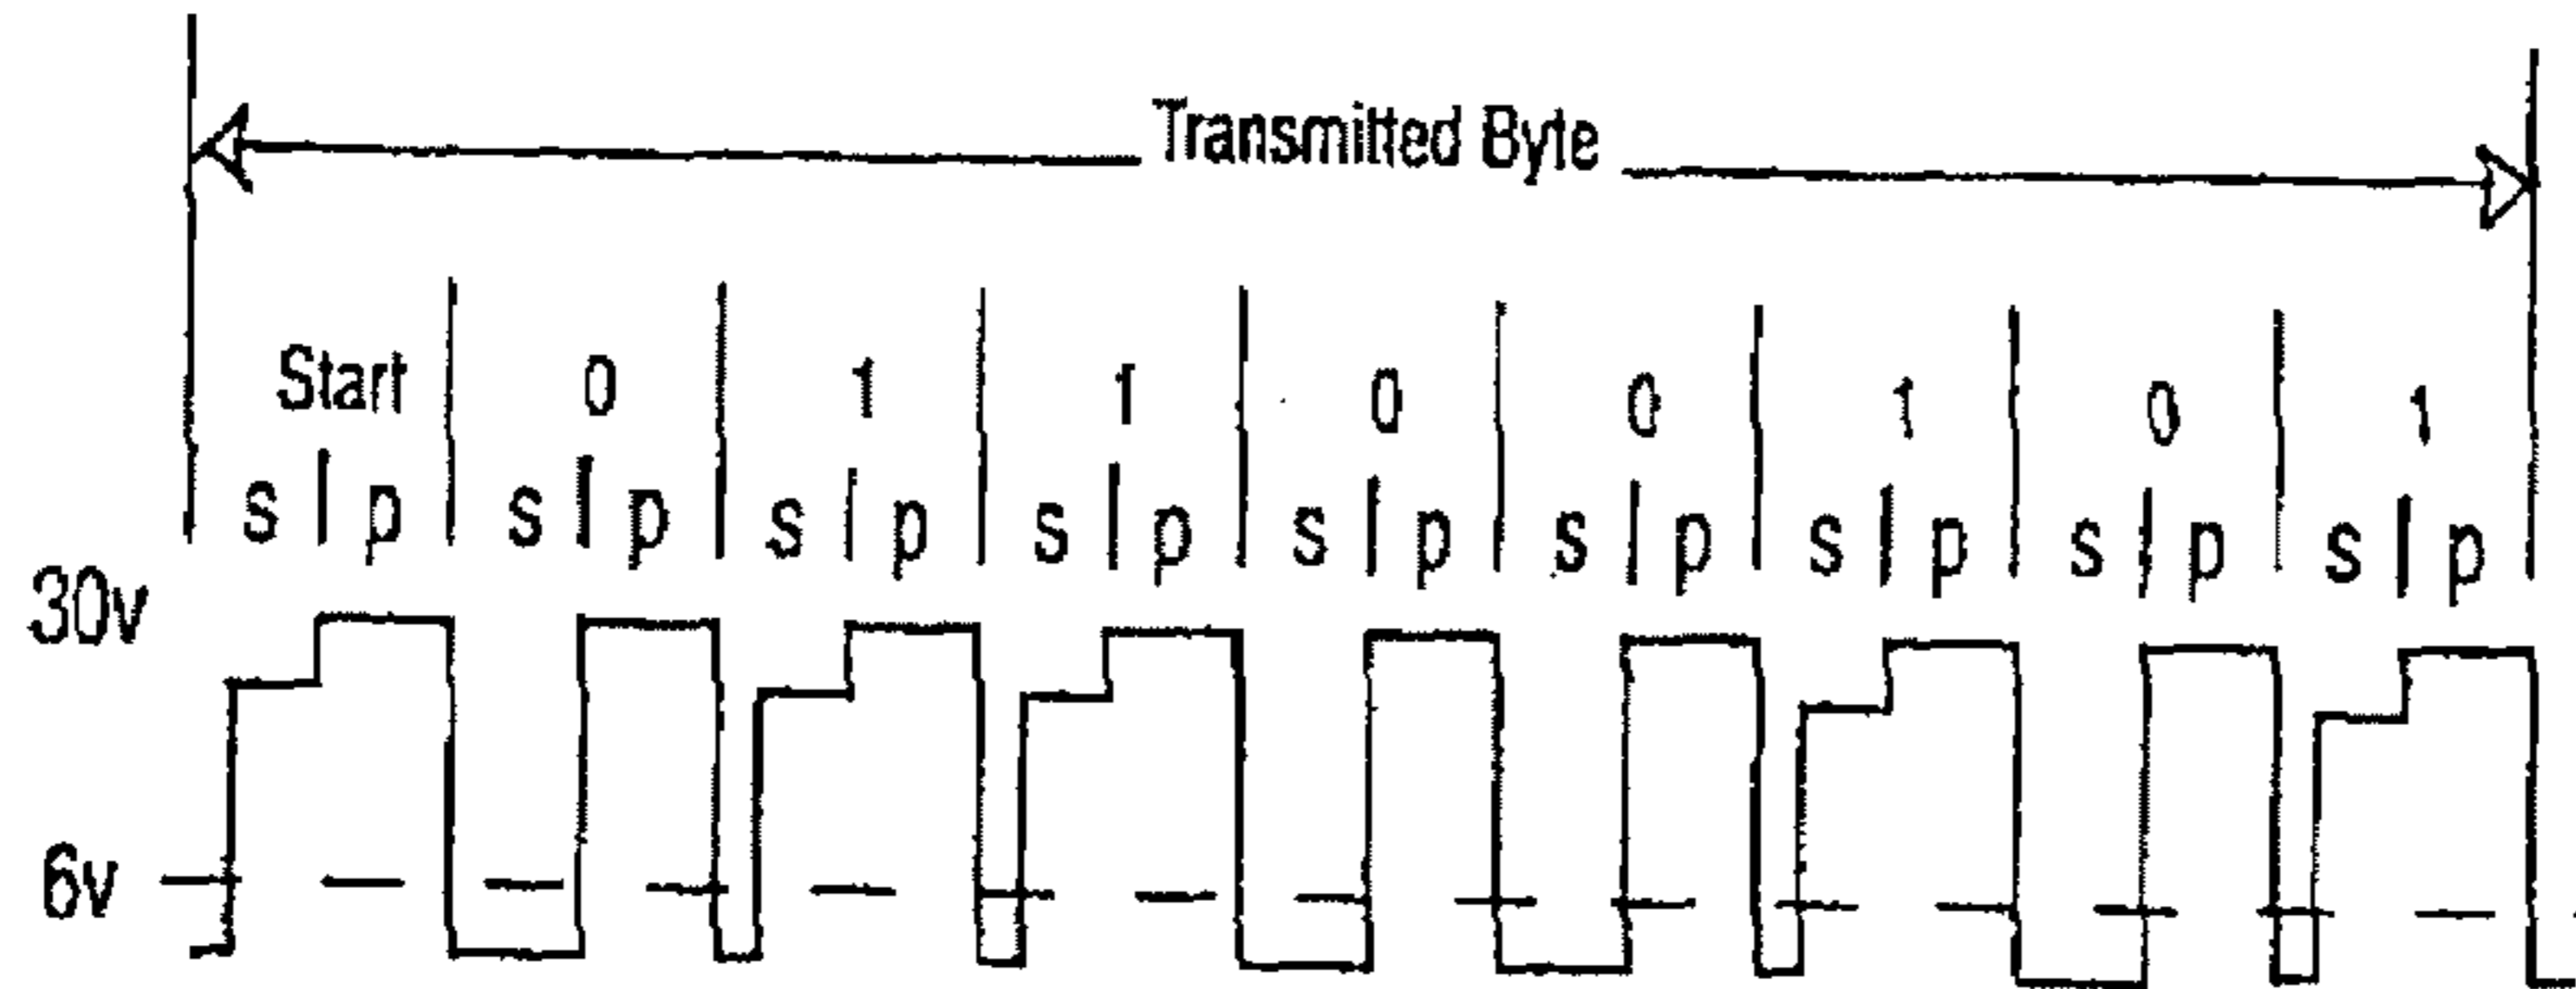 Transmitted Byte
Start 0 1 1 0 0 1 0 1
s p s p s p s p s p s p s p s p s p
30v
6v